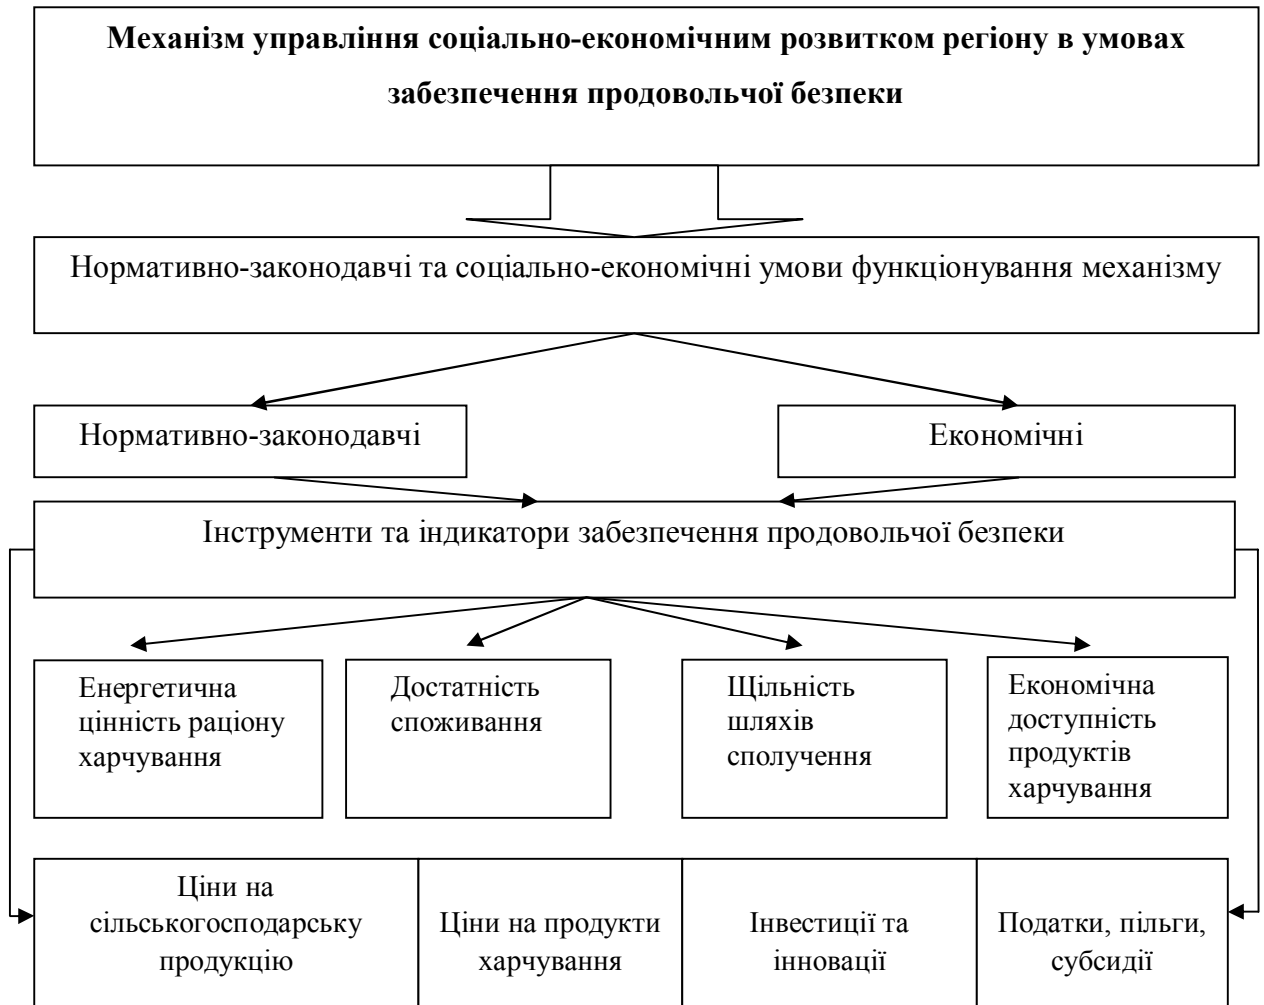 Механізм управління соціально-економічним розвитком регіону в умовах
забезпечення продовольчої безпеки
Нормативно-законодавчі та соціально-економічні умови функціонування механізму
Нормативно-законодавчі
Економічні
Інструменти та індикатори забезпечення продовольчої безпеки
Енергетична
цінність раціону
харчування
Достатність
споживання
Щільність
шляхів
сполучення
Економічна
доступність
продуктів
харчування
Ціни на
сільськогосподарську
продукцію
Ціни на продукти
харчування
Інвестиції та
інновації
Податки, пільги,
субсидії